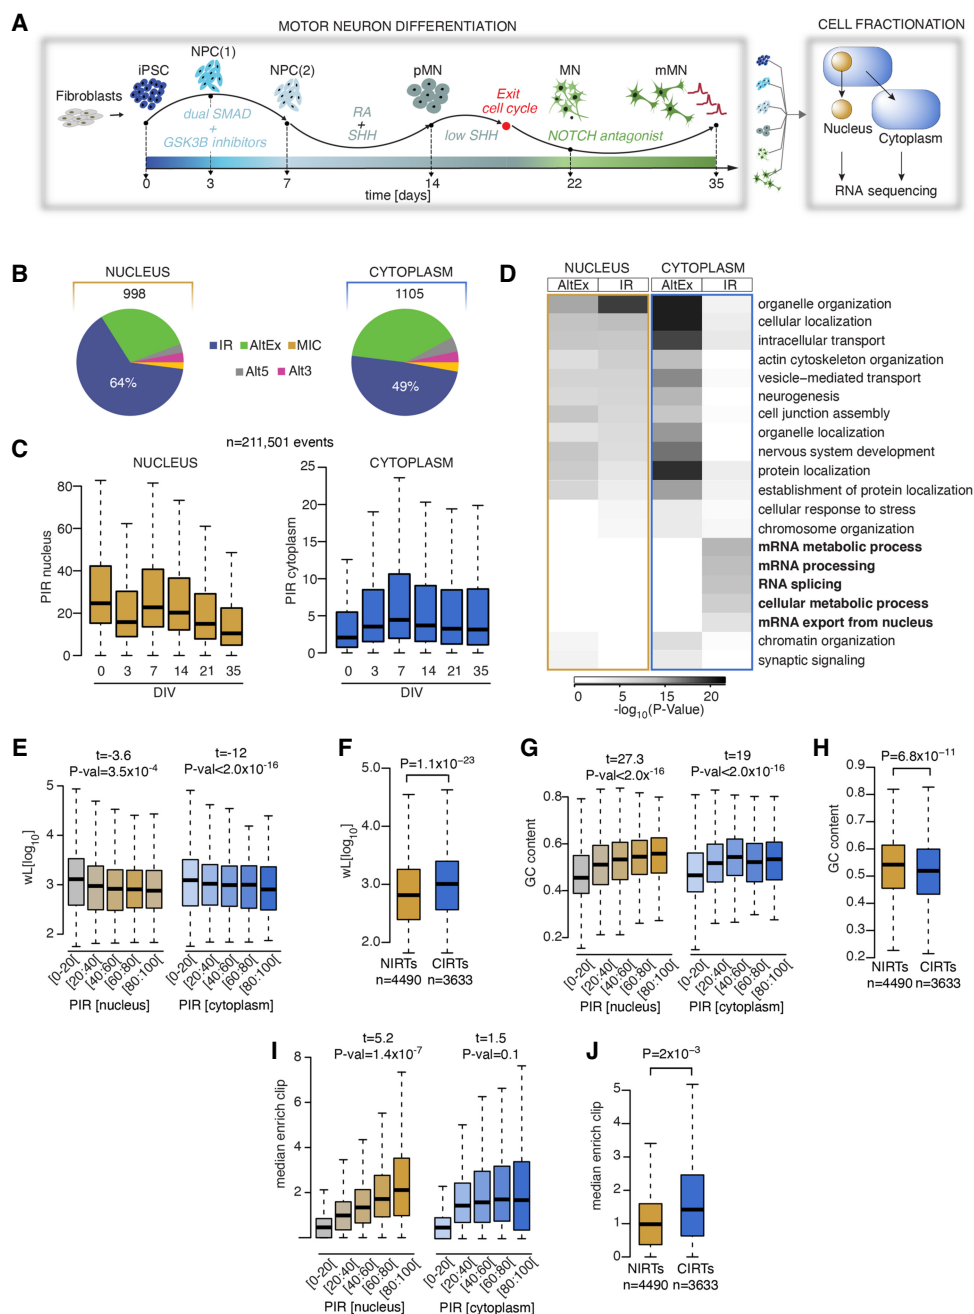 A
MOTOR NEURON DIFFERENTIATION
CELL FRACTIONATION
Fibroblasts
iPSC
NPC(1)
NPC(2)
pMN
MN
mMN
dual SMAD
+
GSK3B inhibitors
RA
+
SHH
low SHH
Exit
cell cycle
NOTCH antagonist
0 3 7 14 22 35
time [days]
Nucleus
Cytoplasm
RNA sequencing
B
NUCLEUS
998
64%
IR AltEx MIC
Alt5 Alt3
CYTOPLASM
1105
49%
C
n=211,501 events
NUCLEUS
PIR nucleus
80
60
40
20
0
0 3 7 14 21 35
DIV
CYTOPLASM
PIR cytoplasm
25
20
15
10
5
0
0 3 7 14 21 35
DIV
D
NUCLEUS CYTOPLASM
AltEx IR AltEx IR
organelle organization
cellular localization
intracellular transport
actin cytoskeleton organization
vesicle−mediated transport
neurogenesis
cell junction assembly
organelle localization
nervous system development
protein localization
establishment of protein localization
cellular response to stress
chromosome organization
mRNA metabolic process
mRNA processing
RNA splicing
cellular metabolic process
mRNA export from nucleus
chromatin organization
synaptic signaling
0 5 15 20
-log10(P-Value)
E
t=-3.6
P-val=3.5x10-4
t=-12
P-val<2.0x10-16
wL[log10]
5
4
3
2
[0-20[ [20:40[ [40:60[ [60:80[ [80:100[
PIR [nucleus]
[0-20[ [20:40[ [40:60[ [60:80[ [80:100[
PIR [cytoplasm]
F
P=1.1x10-23
wL[log10]
5.0
4.0
3.0
2.0
NIRTs CIRTs
n=4490 n=3633
G
t=27.3
P-val<2.0x-16
t=19
P-val<2.0x10-16
GC content
0.8
0.6
0.4
0.2
[0-20[ [20:40[ [40:60[ [60:80[ [80:100[
PIR [nucleus]
[0-20[ [20:40[ [40:60[ [60:80[ [80:100[
PIR [cytoplasm]
H
P=6.8x10-11
GC content
0.9
0.8
0.7
0.6
0.5
0.4
0.3
0.2
NIRTs CIRTs
n=4490 n=3633
I
t=5.2
P-val=1.4x10-7
t=1.5
P-val=0.1
median enrich clip
8
6
4
2
[0-20[ [20:40[ [40:60[ [60:80[ [80:100[
PIR [nucleus]
[0-20[ [20:40[ [40:60[ [60:80[ [80:100[
PIR [cytoplasm]
J
P=2x10-3
median enrich clip
5
4
3
2
1
0
NIRTs CIRTs
n=4490 n=3633